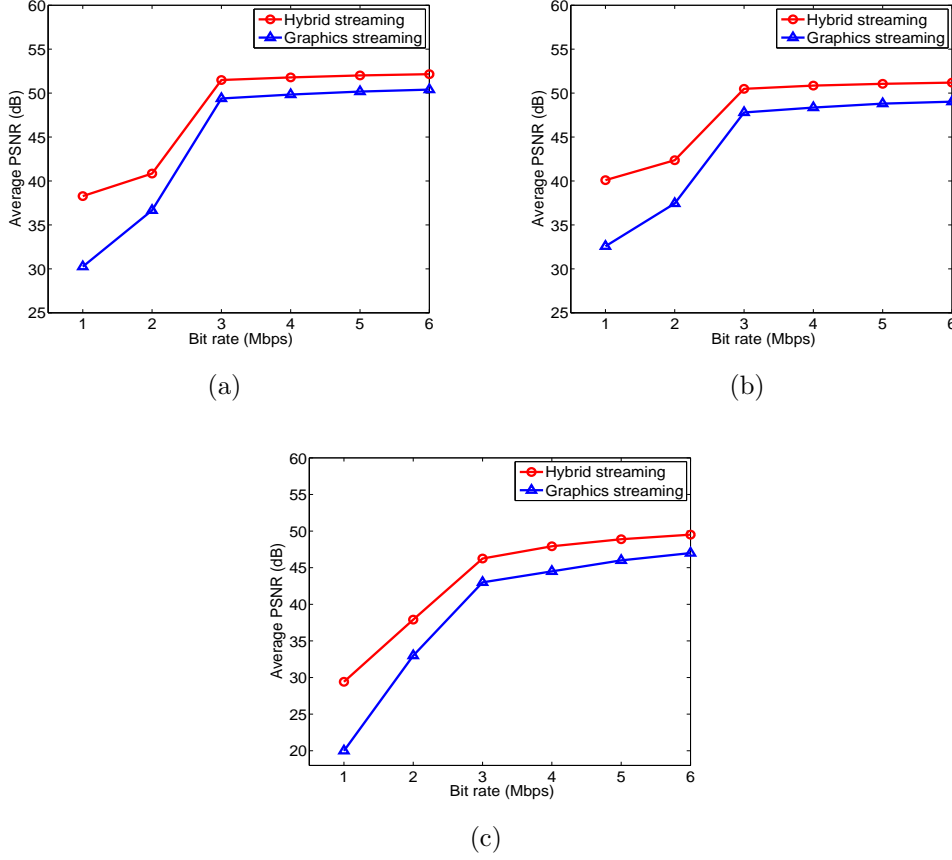 60
55
50
45
40
35
30
25
Average PSNR (dB)
Hybrid streaming
Graphics streaming
1 2 3 4 5 6
Bit rate (Mbps)
(a)
60
55
50
45
40
35
30
25
Average PSNR (dB)
Hybrid streaming
Graphics streaming
1 2 3 4 5 6
Bit rate (Mbps)
(b)
60
55
50
45
40
35
30
25
20
Average PSNR (dB)
Hybrid streaming
Graphics streaming
1 2 3 4 5 6
Bit rate (Mbps)
(c)